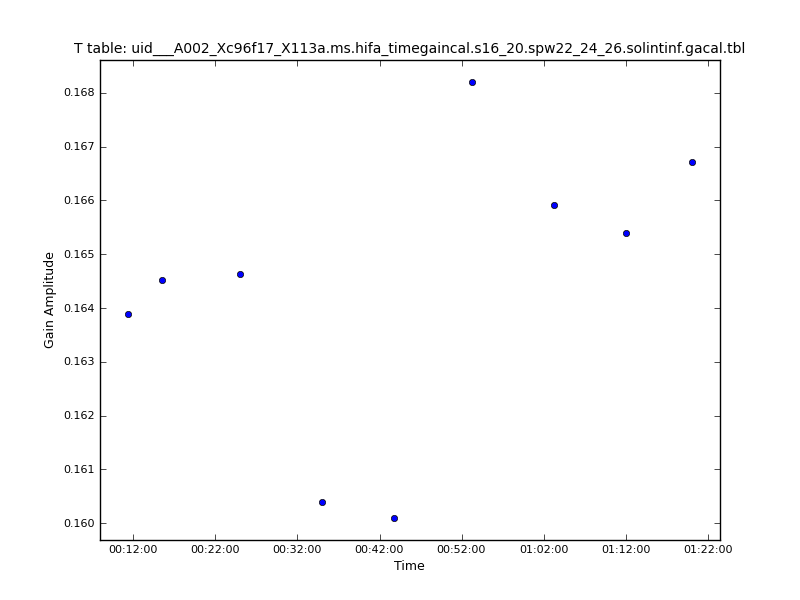 T table: uid___A002_Xc96f17_X113a.ms.hifa_timegaincal.s16_20.spw22_24_26.solintinf.gacal.tbl
0.168
0.167
0.166
0.165
0.164
0.163
0.162
0.161
0.160
Gain Amplitude
00:12:00 00:22:00 00:32:00 00:42:00 00:52:00 01:02:00 01:12:00 01:22:00
Time